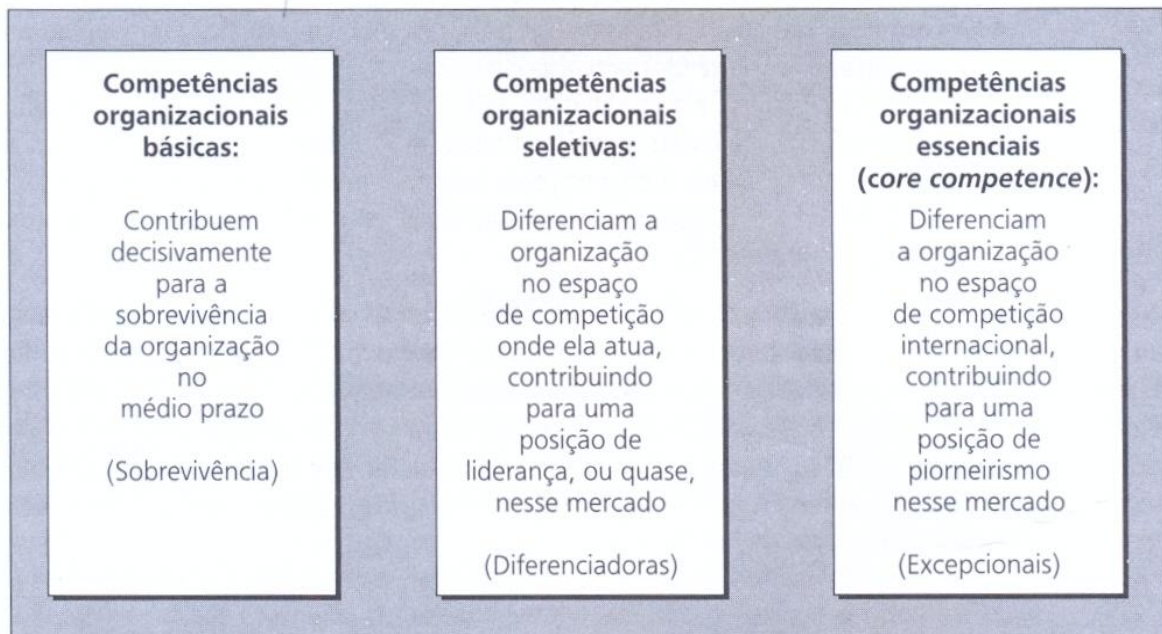 Competências
organizacionais
básicas:
Contribuem
decisivamente
para a
sobrevivência
da organização
no
médio prazo
(Sobrevivência)
Competências
organizacionais
seletivas:
Diferenciam a
organização
no espaço
de competição
onde ela atua,
contribuindo
para uma
posição de
liderança, ou quase,
nesse mercado
(Diferenciadoras)
Competências
organizacionais
essenciais
(core competence):
Diferenciam
a organização
no espaço
de competição
internacional,
contribuindo
para uma
posição de
piorneirismo
nesse mercado
(Excepcionais)